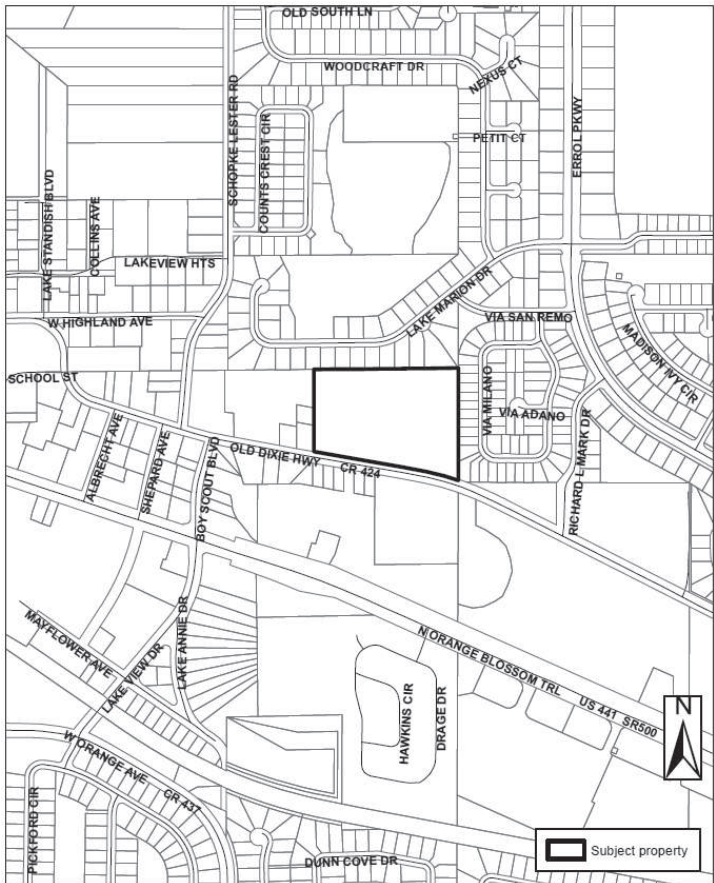 OLD SOUTH LN
WOODCRAFT DR
NEXUS CT
SCHOPKE LESTER RD
COUNTS CREST CIR
PETIT CT
ERROL PKWY
LAKE STANDISH BLVD
COLLINS AVE
LAKEVIEW HTS
LAKE MARION DR
W HIGHLAND AVE
VIA SAN REMO
MADISON IVY CIR
SCHOOL ST
VIA MILANO
VIA ADANO
RICHARD L MARK DR
ALBRECHT AVE
SHEPARD AVE
BOY SCOUT BLVD
OLD DIXIE HWY CR 424
MAYFLOWER AVE
LAKE VIEW DR
LAKE ANNIE DR
N ORANGE BLOSSOM TRL US 441 SR500
HAWKINS CIR
DRAGE DR
N
W ORANGE AVE
CR 437
PICKFORD CIR
DUNN COVE DR
Subject property